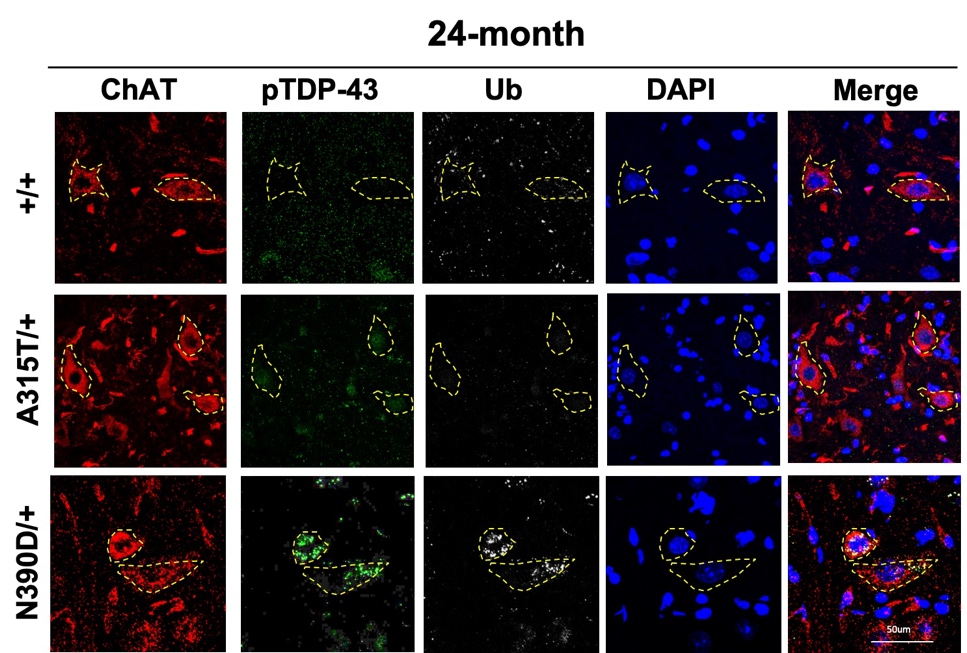 24-month
ChAT pTDP-43 Ub DAPI Merge
+/+
A315T/+
N390D/+
50um